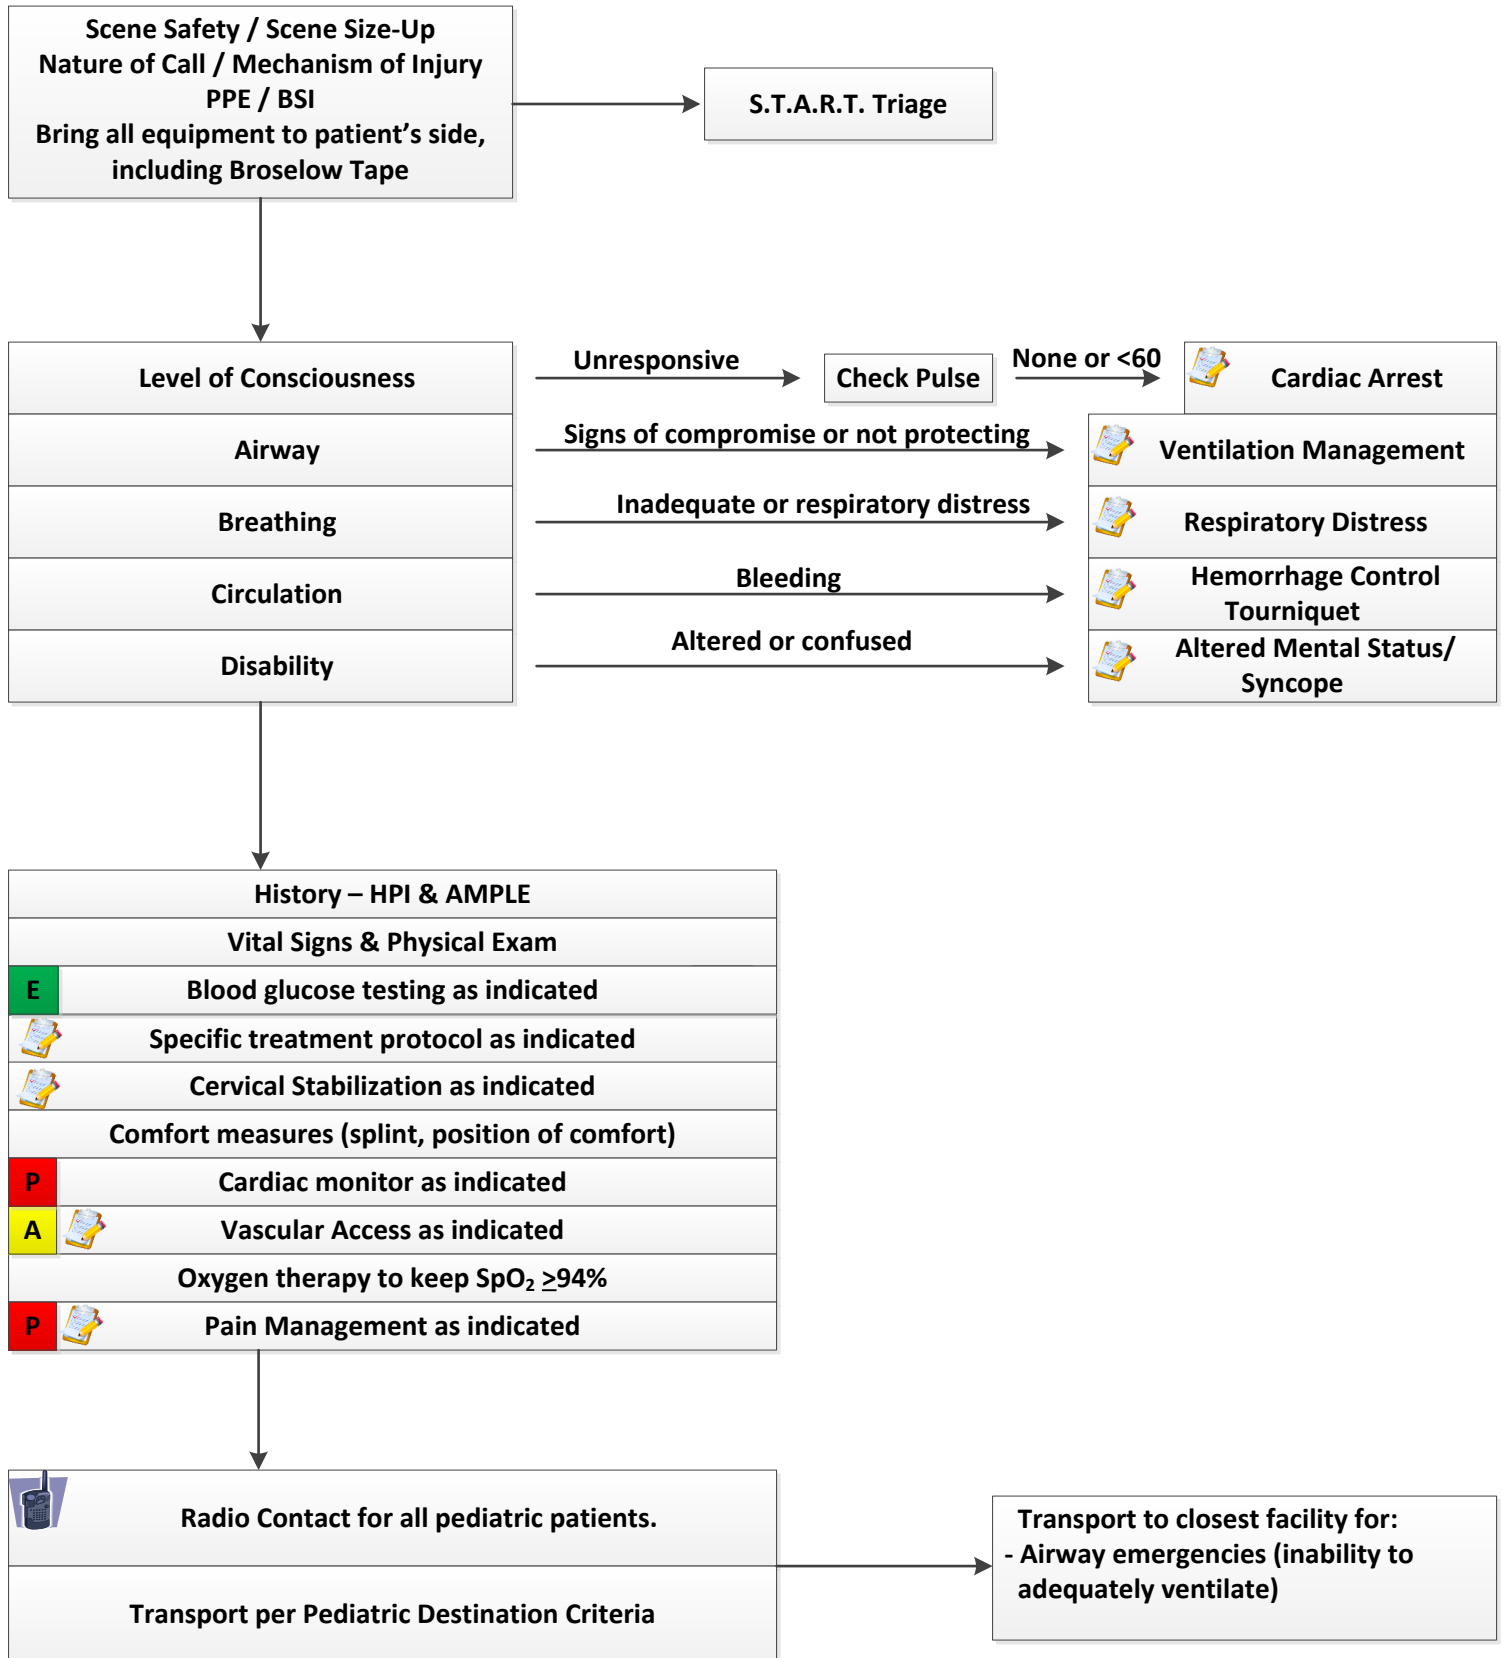 Scene Safety / Scene Size-Up
Nature of Call / Mechanism of Injury
PPE / BSI
Bring all equipment to patient’s side,
including Broselow Tape
S.T.A.R.T. Triage
Level of Consciousness
Unresponsive
Check Pulse
None or <60
Cardiac Arrest
Airway
Signs of compromise or not protecting
Ventilation Management
Breathing
Inadequate or respiratory distress
Respiratory Distress
Circulation
Bleeding
Hemorrhage Control
Tourniquet
Disability
Altered or confused
Altered Mental Status/
Syncope
History – HPI & AMPLE
Vital Signs & Physical Exam
E Blood glucose testing as indicated
Specific treatment protocol as indicated
Cervical Stabilization as indicated
Comfort measures (splint, position of comfort)
P Cardiac monitor as indicated
A Vascular Access as indicated
Oxygen therapy to keep SpO₂ ≥94%
P Pain Management as indicated
Radio Contact for all pediatric patients.
Transport per Pediatric Destination Criteria
Transport to closest facility for:
- Airway emergencies (inability to
adequately ventilate)